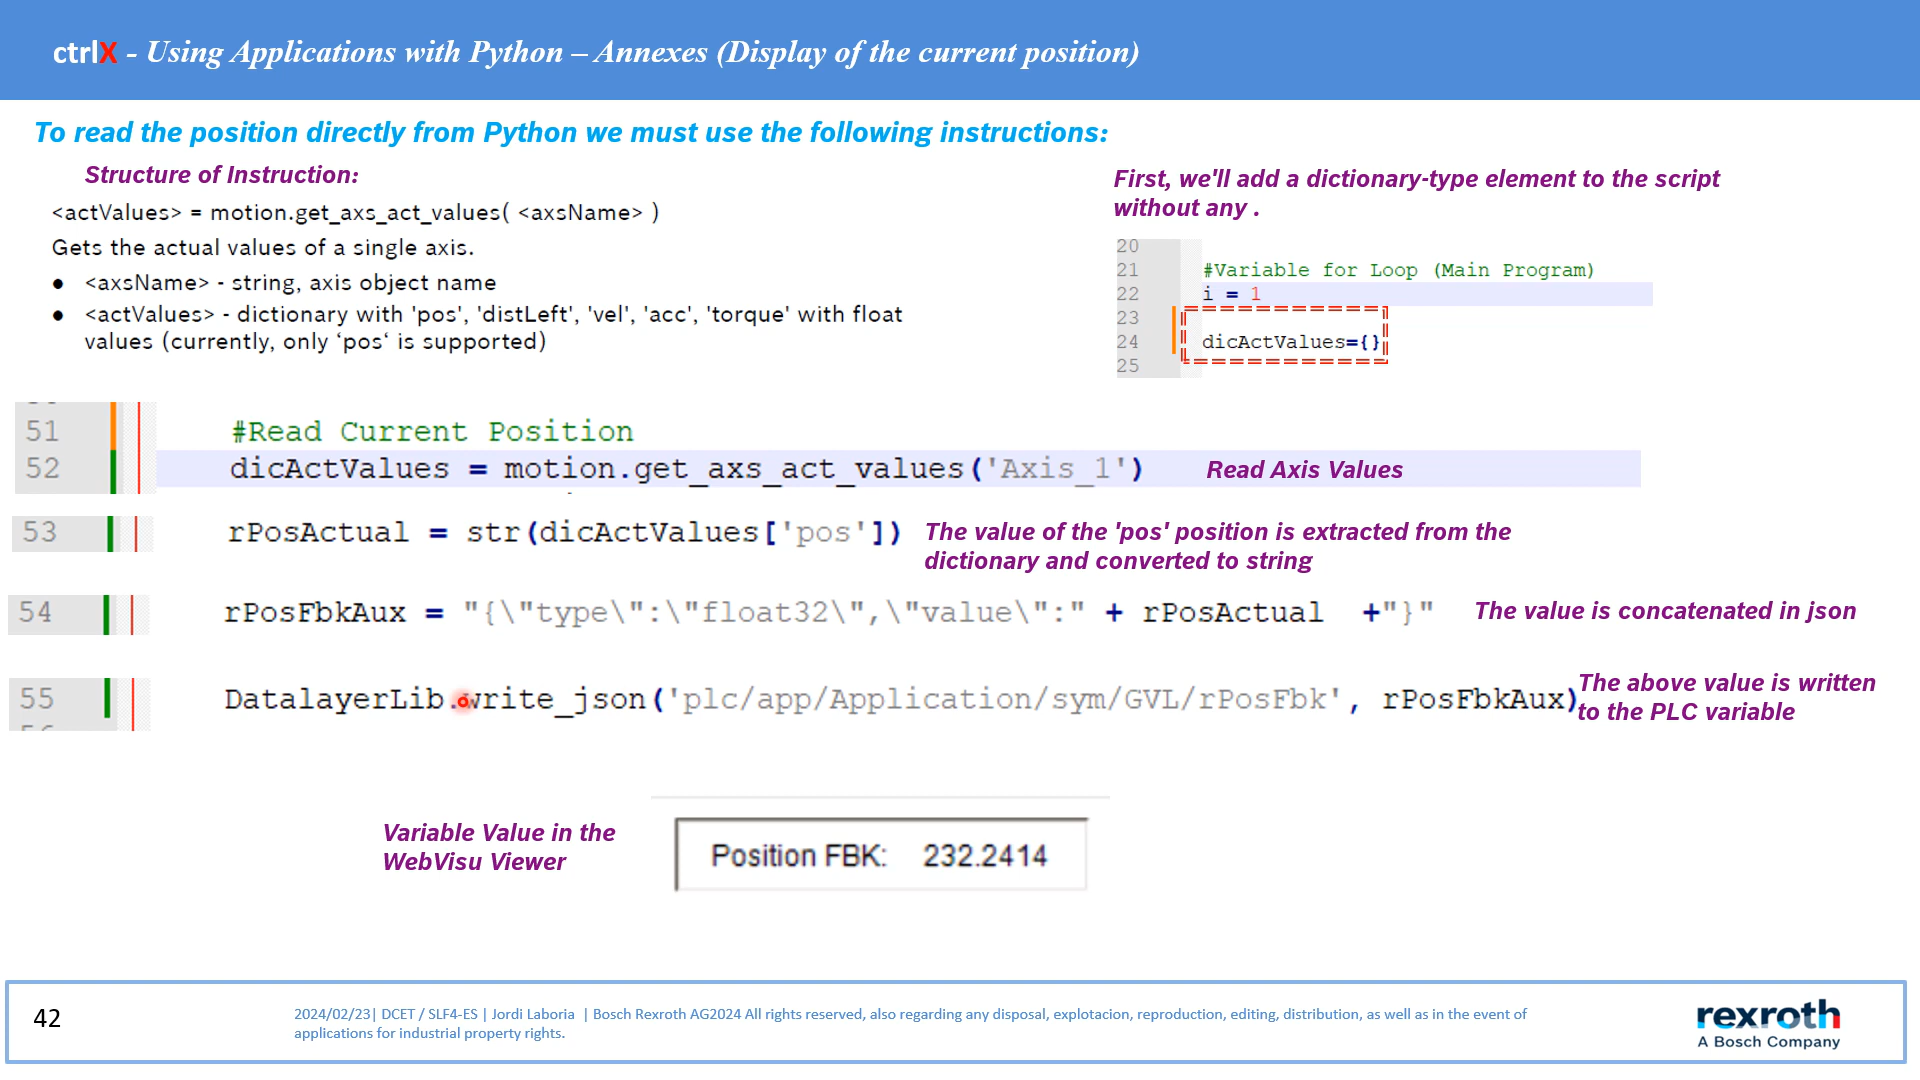 ctrlX - Using Applications with Python – Annexes (Display of the current position)
To read the position directly from Python we must use the following instructions:
Structure of Instruction:
<actValues> = motion.get_axs_act_values( <axsName> )
Gets the actual values of a single axis.
● <axsName> - string, axis object name
● <actValues> - dictionary with 'pos', 'distLeft', 'vel', 'acc', 'torque' with float
values (currently, only ‘pos‘ is supported)
First, we'll add a dictionary-type element to the script
without any .
20
21 #Variable for Loop (Main Program)
22 i = 1
23
24 dicActValues={}
25
51 #Read Current Position
52 dicActValues = motion.get_axs_act_values('Axis_1') Read Axis Values
53 rPosActual = str(dicActValues['pos']) The value of the 'pos' position is extracted from the
dictionary and converted to string
54 rPosFbkAux = "{\"type\":\"float32\",\"value\":" + rPosActual +"}" The value is concatenated in json
55 DatalayerLib.write_json('plc/app/Application/sym/GVL/rPosFbk', rPosFbkAux) The above value is written
to the PLC variable
Variable Value in the
WebVisu Viewer
Position FBK: 232.2414
42
2024/02/23| DCET / SLF4-ES | Jordi Laboria | Bosch Rexroth AG2024 All rights reserved, also regarding any disposal, explotacion, reproduction, editing, distribution, as well as in the event of
applications for industrial property rights.
rexroth
A Bosch Company